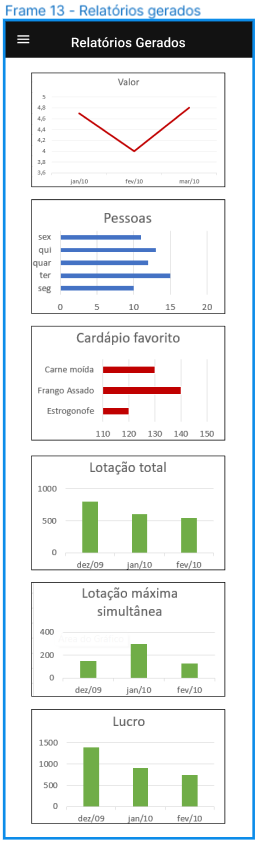 Frame 13 - Relatórios gerados
Relatórios Gerados
Valor
5
4,8
4,6
4,4
4,2
4
3,8
3,6
jan/10 fev/10 mar/10
Pessoas
sex
qui
quar
ter
seg
0 5 10 15 20
Cardápio favorito
Carne moída
Frango Assado
Estrogonofe
110 120 130 140 150
Lotação total
1000
500
0
dez/09 jan/10 fev/10
Lotação máxima
simultânea
400
200
0
dez/09 jan/10 fev/10
Lucro
1500
1000
500
0
dez/09 jan/10 fev/10